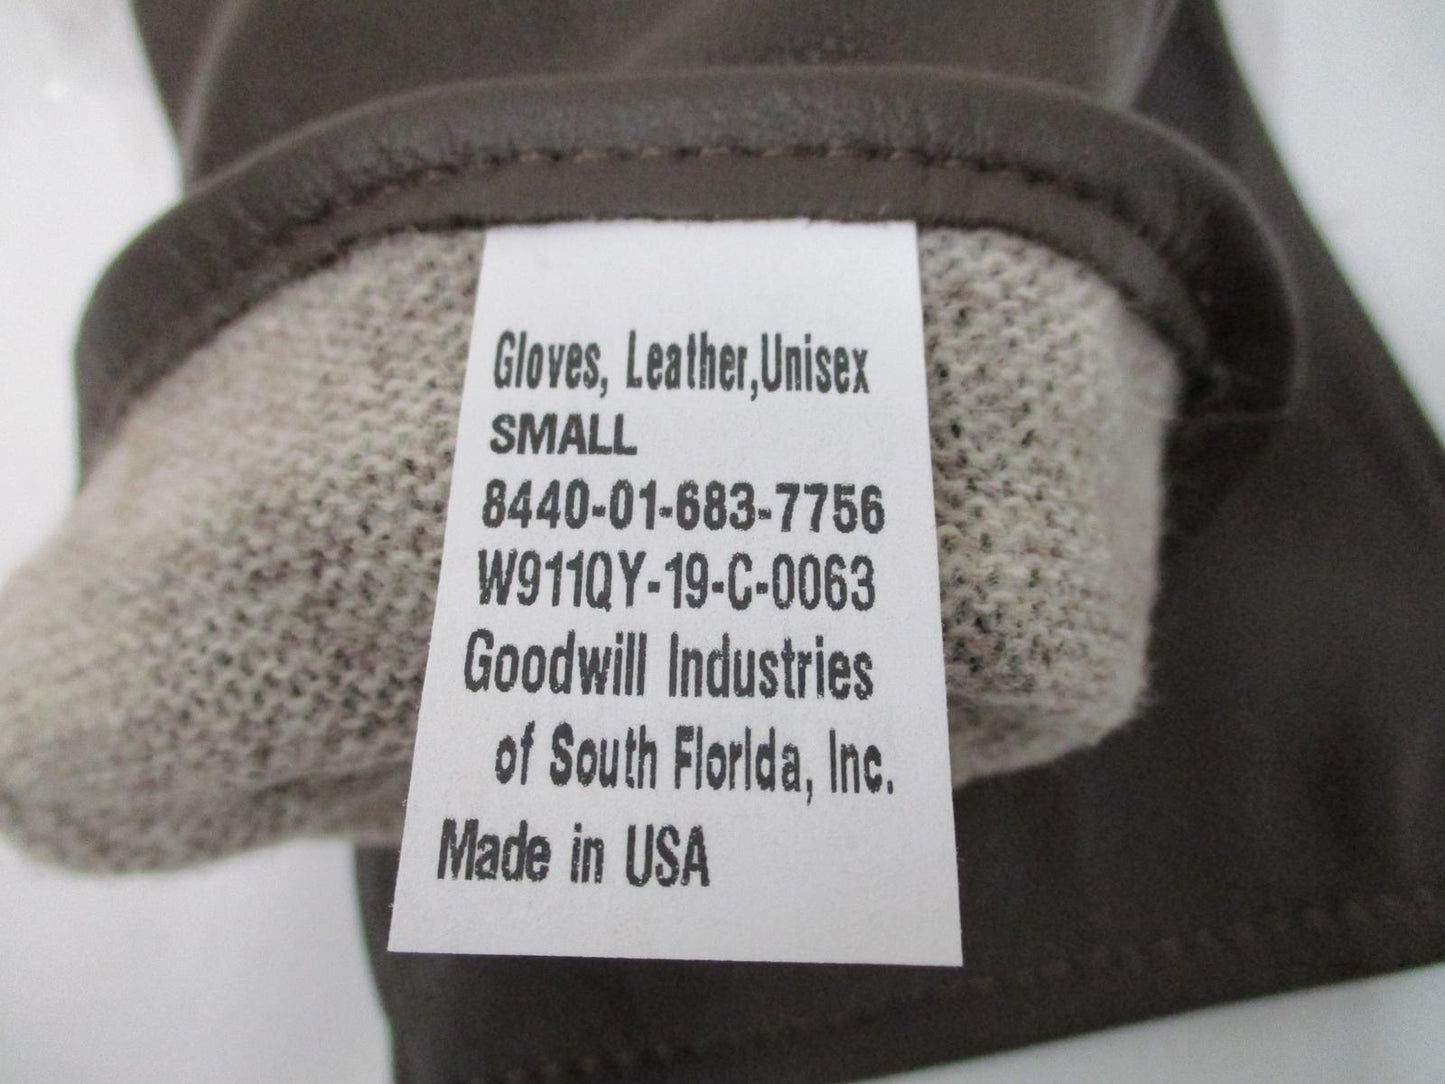 Gloves, Leather,Unisex
SMALL
8440-01-683-7756
W911QY-19-C-0063
Goodwill Industries
of South Florida, Inc.
Made in USA